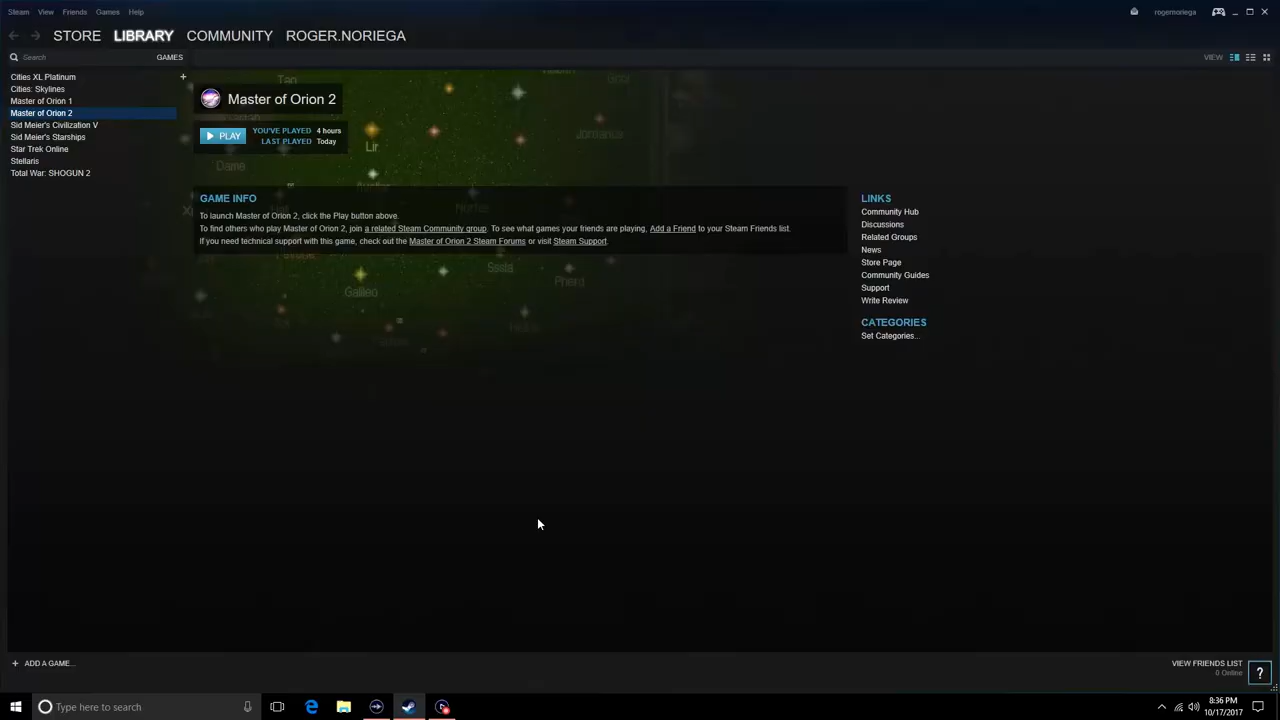 Steam View Friends Games Help
rogernoriega
STORE LIBRARY COMMUNITY ROGER.NORIEGA
Search GAMES
VIEW
Cities XL Platinum
Cities: Skylines
Master of Orion 1
Master of Orion 2
Sid Meier's Civilization V
Sid Meier's Starships
Star Trek Online
Stellaris
Total War: SHOGUN 2
Master of Orion 2
PLAY
YOU'VE PLAYED 4 hours
LAST PLAYED Today
Jordanus
Lir
Dame
GAME INFO
To launch Master of Orion 2, click the Play button above.
To find others who play Master of Orion 2, join a related Steam Community group. To see what games your friends are playing, Add a Friend to your Steam Friends list.
If you need technical support with this game, check out the Master of Orion 2 Steam Forums or visit Steam Support.
Galileo
Pherd
LINKS
Community Hub
Discussions
Related Groups
News
Store Page
Community Guides
Support
Write Review
CATEGORIES
Set Categories...
+ ADD A GAME...
VIEW FRIENDS LIST
0 Online
?
Type here to search
8:36 PM
10/17/2017